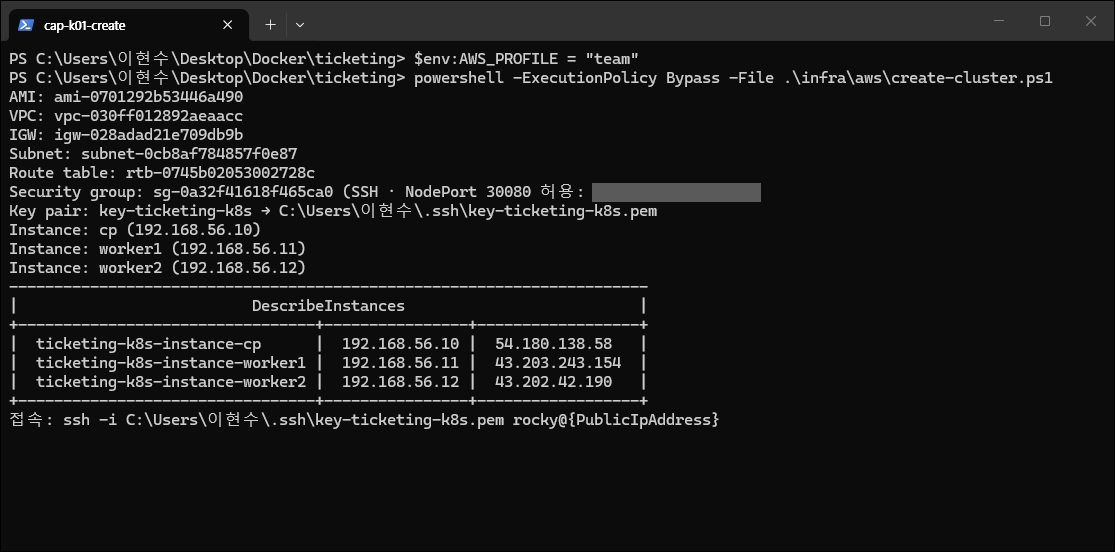 cap-k01-create
PS C:\Users\이현수\Desktop\Docker\ticketing> $env:AWS_PROFILE = "team"
PS C:\Users\이현수\Desktop\Docker\ticketing> powershell -ExecutionPolicy Bypass -File .\infra\aws\create-cluster.ps1
AMI: ami-0701292b53446a490
VPC: vpc-030ff012892aeaacc
IGW: igw-028adad21e709db9b
Subnet: subnet-0cb8af784857f0e87
Route table: rtb-0745b02053002728c
Security group: sg-0a32f41618f465ca0 (SSH · NodePort 30080 허용:
Key pair: key-ticketing-k8s → C:\Users\이현수\.ssh\key-ticketing-k8s.pem
Instance: cp (192.168.56.10)
Instance: worker1 (192.168.56.11)
Instance: worker2 (192.168.56.12)
-----------------------------------------------------------------------
|                          DescribeInstances                          |
+---------------------------------+----------------+------------------+
|  ticketing-k8s-instance-cp      |  192.168.56.10 |  54.180.138.58   |
|  ticketing-k8s-instance-worker1 |  192.168.56.11 |  43.203.243.154  |
|  ticketing-k8s-instance-worker2 |  192.168.56.12 |  43.202.42.190   |
+---------------------------------+----------------+------------------+
접속: ssh -i C:\Users\이현수\.ssh\key-ticketing-k8s.pem rocky@{PublicIpAddress}